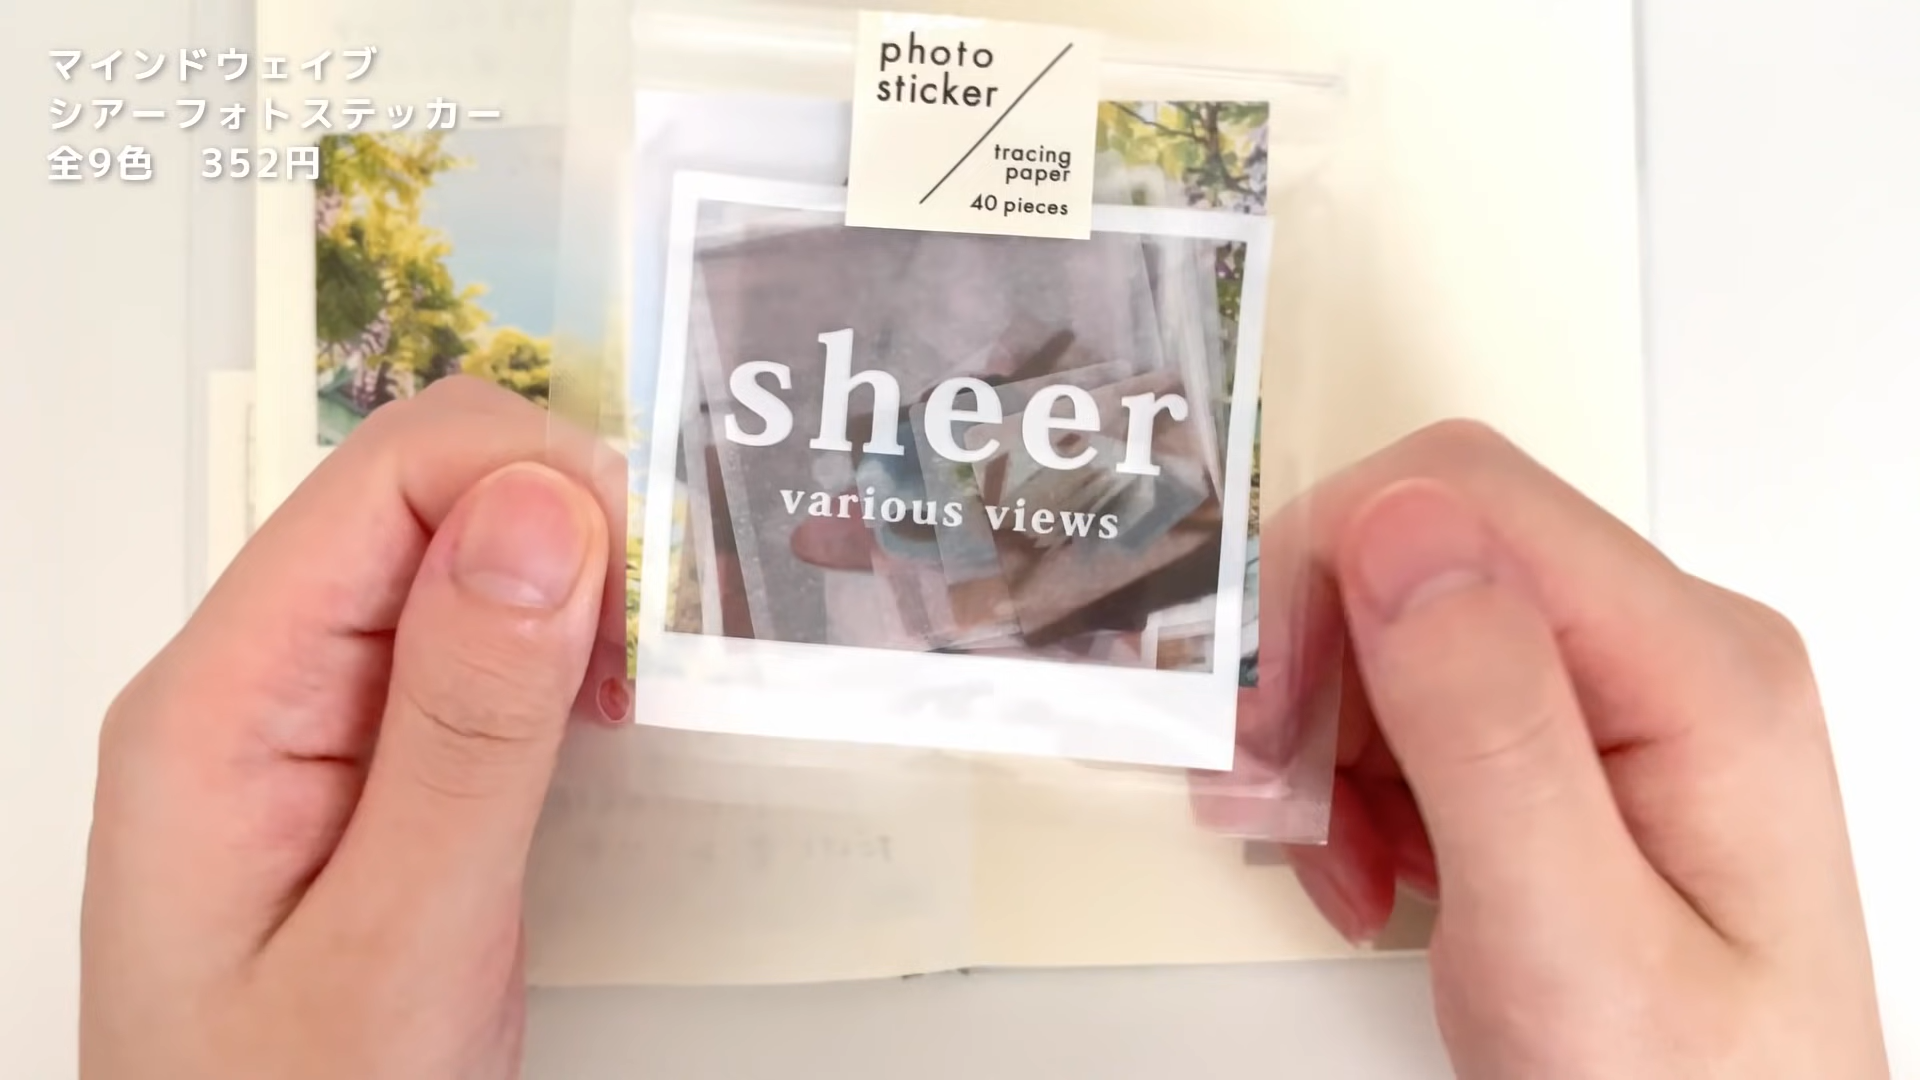 マインドウェイブ
シアーフォトステッカー
全9色　352円
photo
sticker
tracing
paper
40 pieces
sheer
various views